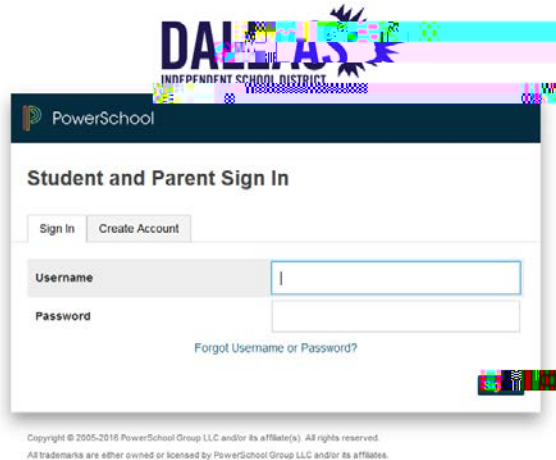 DALLAS
INDEPENDENT SCHOOL DISTRICT
PowerSchool
Student and Parent Sign In
Sign In Create Account
Username
Password
Forgot Username or Password?
Copyright © 2005-2016 PowerSchool Group LLC and/or its affiliate(s). All rights reserved.
All trademarks are either owned or licensed by PowerSchool Group LLC and/or its affiliates.